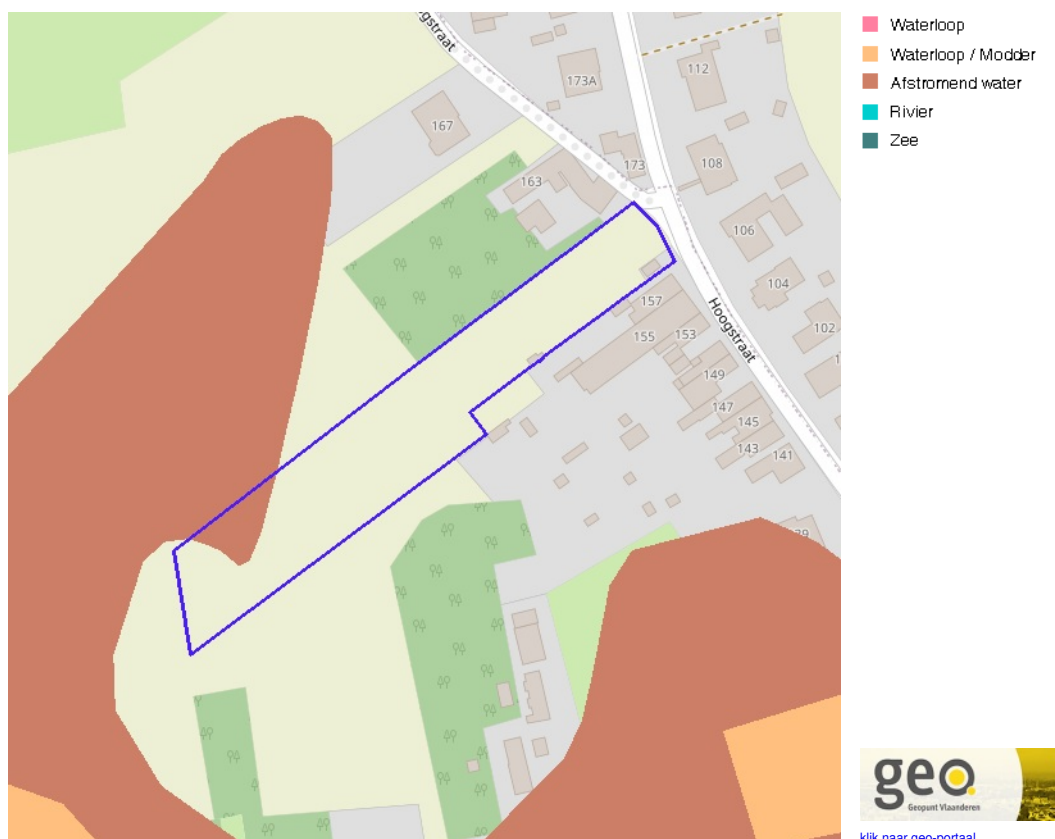 Waterloop
Waterloop / Modder
Afstromend water
Rivier
Zee
Hoogstraat
173A
112
167
173
108
163
106
104
157
102
155
153
149
147
145
143
141
geo
Geopunt Vlaanderen
klik naar geo-portaal